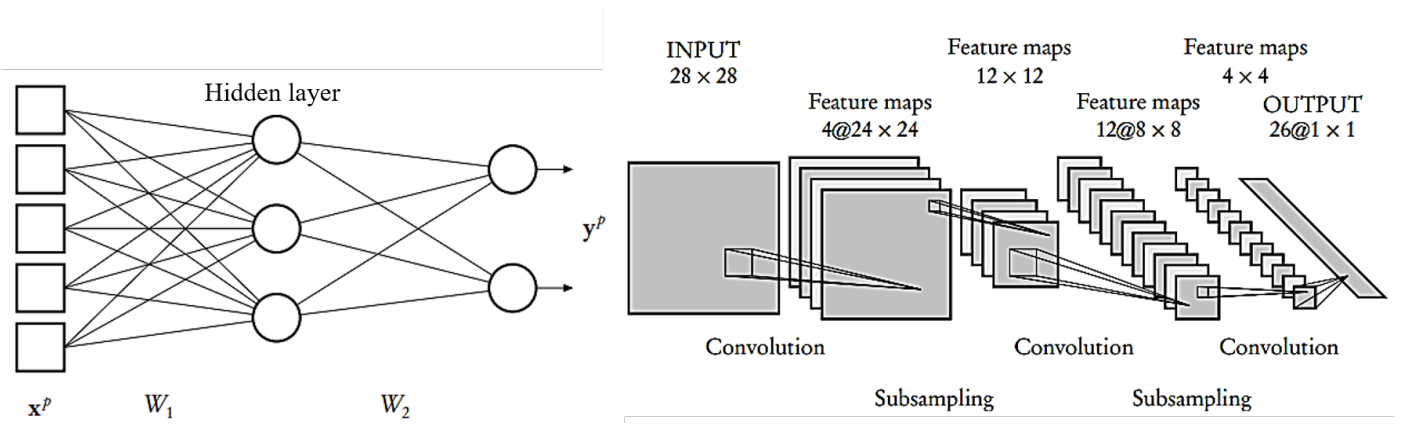 Hidden layer
x^p
W_1
W_2
y^p
INPUT
28 × 28
Feature maps
4@24 × 24
Feature maps
12 × 12
Feature maps
12@8 × 8
Feature maps
4 × 4
OUTPUT
26@1 × 1
Convolution
Convolution
Convolution
Subsampling
Subsampling